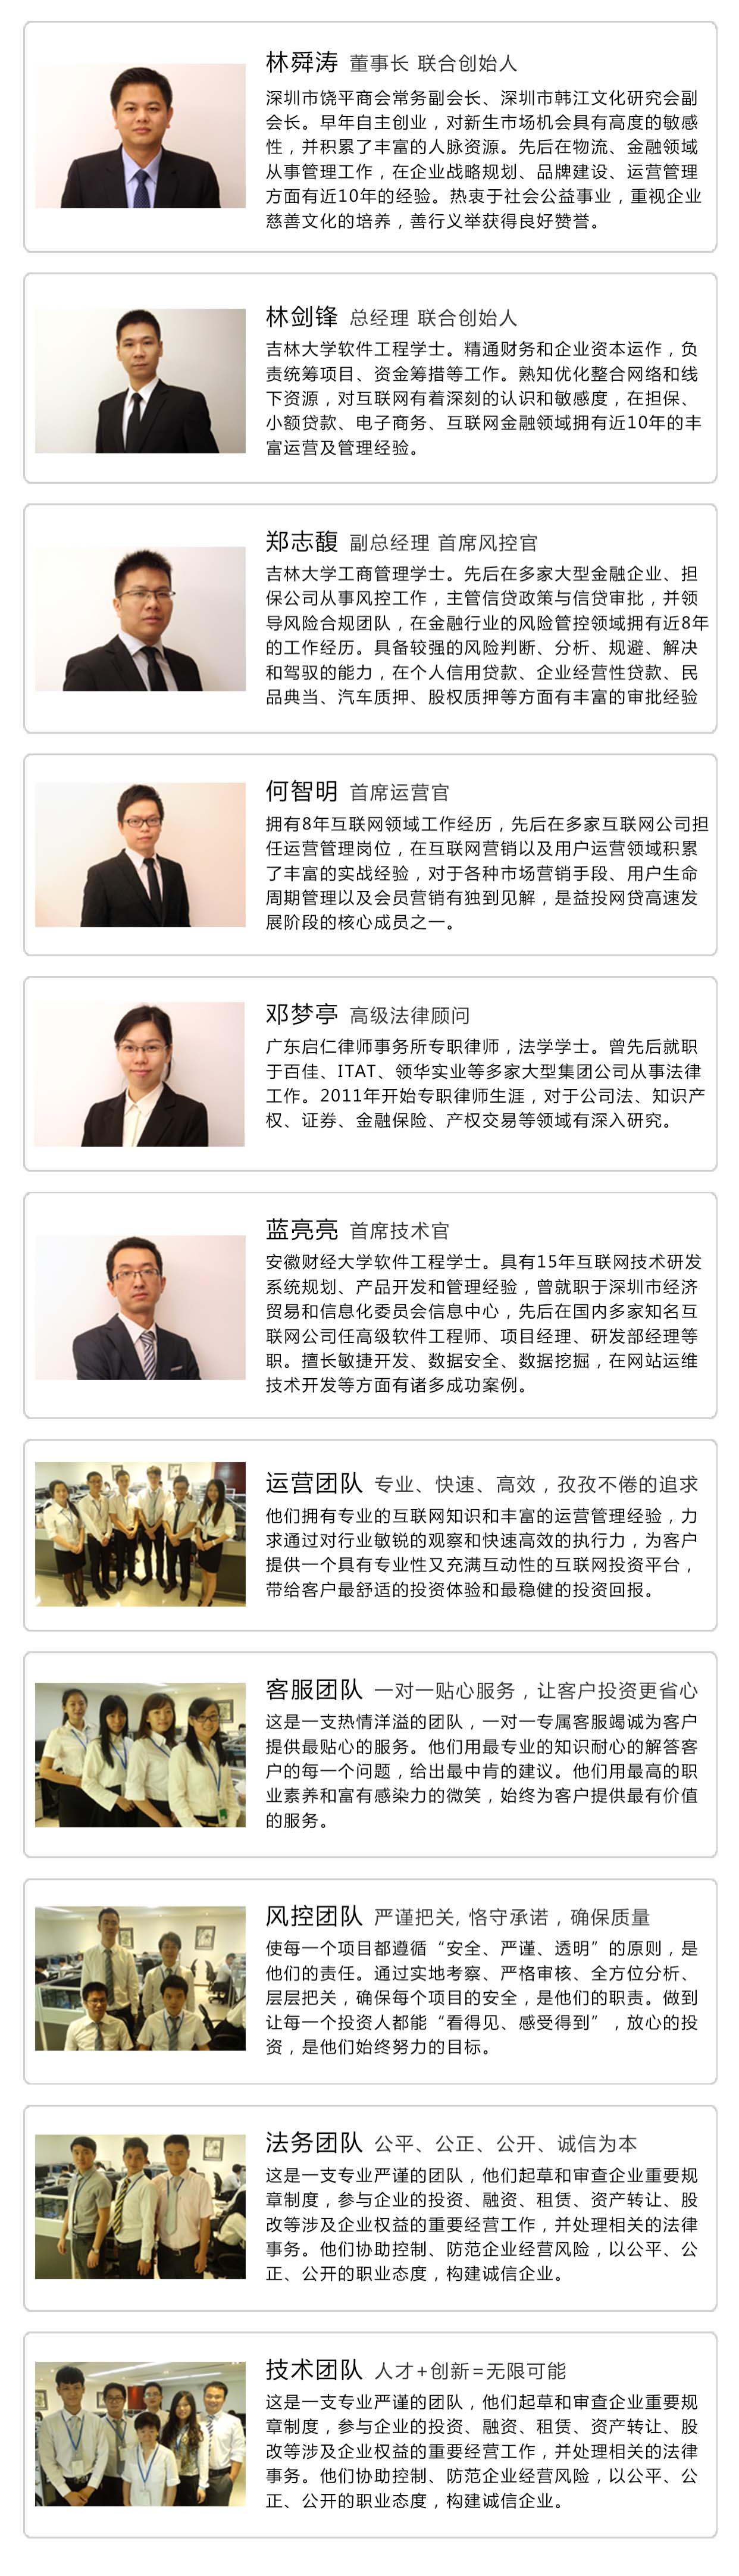 林舜涛 董事长 联合创始人
深圳市饶平商会常务副会长、深圳市韩江文化研究会副
会长。早年自主创业，对新生市场机会具有高度的敏感
性，并积累了丰富的人脉资源。先后在物流、金融领域
从事管理工作，在企业战略规划、品牌建设、运营管理
方面有近10年的经验。热衷于社会公益事业，重视企业
慈善文化的培养，善行义举获得良好赞誉。
林剑锋 总经理 联合创始人
吉林大学软件工程学士。精通财务和企业资本运作，负
责统筹项目、资金筹措等工作。熟知优化整合网络和线
下资源，对互联网有着深刻的认识和敏感度，在担保、
小额贷款、电子商务、互联网金融领域拥有近10年的丰
富运营及管理经验。
郑志馥 副总经理 首席风控官
吉林大学工商管理学士。先后在多家大型金融企业、担
保公司从事风控工作，主管信贷政策与信贷审批，并领
导风险合规团队，在金融行业的风险管控领域拥有近8年
的工作经历。具备较强的风险判断、分析、规避、解决
和驾驭的能力，在个人信用贷款、企业经营性贷款、民
品典当、汽车质押、股权质押等方面有丰富的审批经验
何智明 首席运营官
拥有8年互联网领域工作经历，先后在多家互联网公司担
任运营管理岗位，在互联网营销以及用户运营领域积累
了丰富的实战经验，对于各种市场营销手段、用户生命
周期管理以及会员营销有独到见解，是益投网贷高速发
展阶段的核心成员之一。
邓梦亭 高级法律顾问
广东启仁律师事务所专职律师，法学学士。曾先后就职
于百佳、ITAT、领华实业等多家大型集团公司从事法律
工作。2011年开始专职律师生涯，对于公司法、知识产
权、证券、金融保险、产权交易等领域有深入研究。
蓝亮亮 首席技术官
安徽财经大学软件工程学士。具有15年互联网技术研发
系统规划、产品开发和管理经验，曾就职于深圳市经济
贸易和信息化委员会信息中心，先后在国内多家知名互
联网公司任高级软件工程师、项目经理、研发部经理等
职。擅长敏捷开发、数据安全、数据挖掘，在网站运维
技术开发等方面有诸多成功案例。
运营团队 专业、快速、高效，孜孜不倦的追求
他们拥有专业的互联网知识和丰富的运营管理经验，力
求通过对行业敏锐的观察和快速高效的执行力，为客户
提供一个具有专业性又充满互动性的互联网投资平台，
带给客户最舒适的投资体验和最稳健的投资回报。
客服团队 一对一贴心服务，让客户投资更省心
这是一支热情洋溢的团队，一对一专属客服竭诚为客户
提供最贴心的服务。他们用最专业的知识耐心的解答客
户的每一个问题，给出最中肯的建议。他们用最高的职
业素养和富有感染力的微笑，始终为客户提供最有价值
的服务。
风控团队 严谨把关, 恪守承诺，确保质量
使每一个项目都遵循“安全、严谨、透明”的原则，是
他们的责任。通过实地考察、严格审核、全方位分析、
层层把关，确保每个项目的安全，是他们的职责。做到
让每一个投资人都能“看得见、感受得到”，放心的投
资，是他们始终努力的目标。
法务团队 公平、公正、公开、诚信为本
这是一支专业严谨的团队，他们起草和审查企业重要规
章制度，参与企业的投资、融资、租赁、资产转让、股
改等涉及企业权益的重要经营工作，并处理相关的法律
事务。他们协助控制、防范企业经营风险，以公平、公
正、公开的职业态度，构建诚信企业。
技术团队 人才+创新=无限可能
这是一支专业严谨的团队，他们起草和审查企业重要规
章制度，参与企业的投资、融资、租赁、资产转让、股
改等涉及企业权益的重要经营工作，并处理相关的法律
事务。他们协助控制、防范企业经营风险，以公平、公
正、公开的职业态度，构建诚信企业。